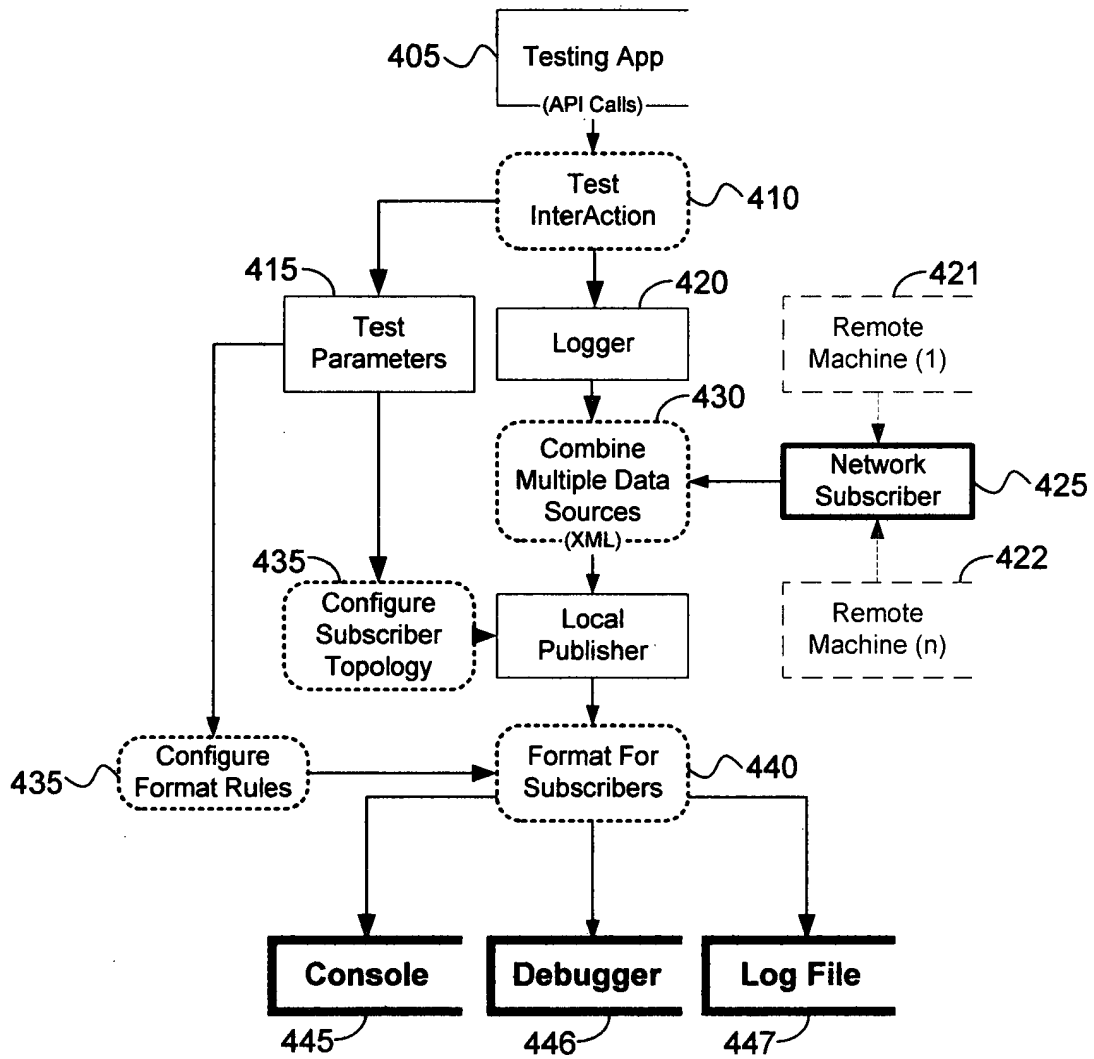 405
Testing App
(API Calls)
Test
InterAction
410
415
Test
Parameters
420
Logger
421
Remote
Machine (1)
430
Combine
Multiple Data
Sources
(XML)
Network
Subscriber
425
435
Configure
Subscriber
Topology
Local
Publisher
422
Remote
Machine (n)
435
Configure
Format Rules
Format For
Subscribers
440
Console
Debugger
Log File
445
446
447